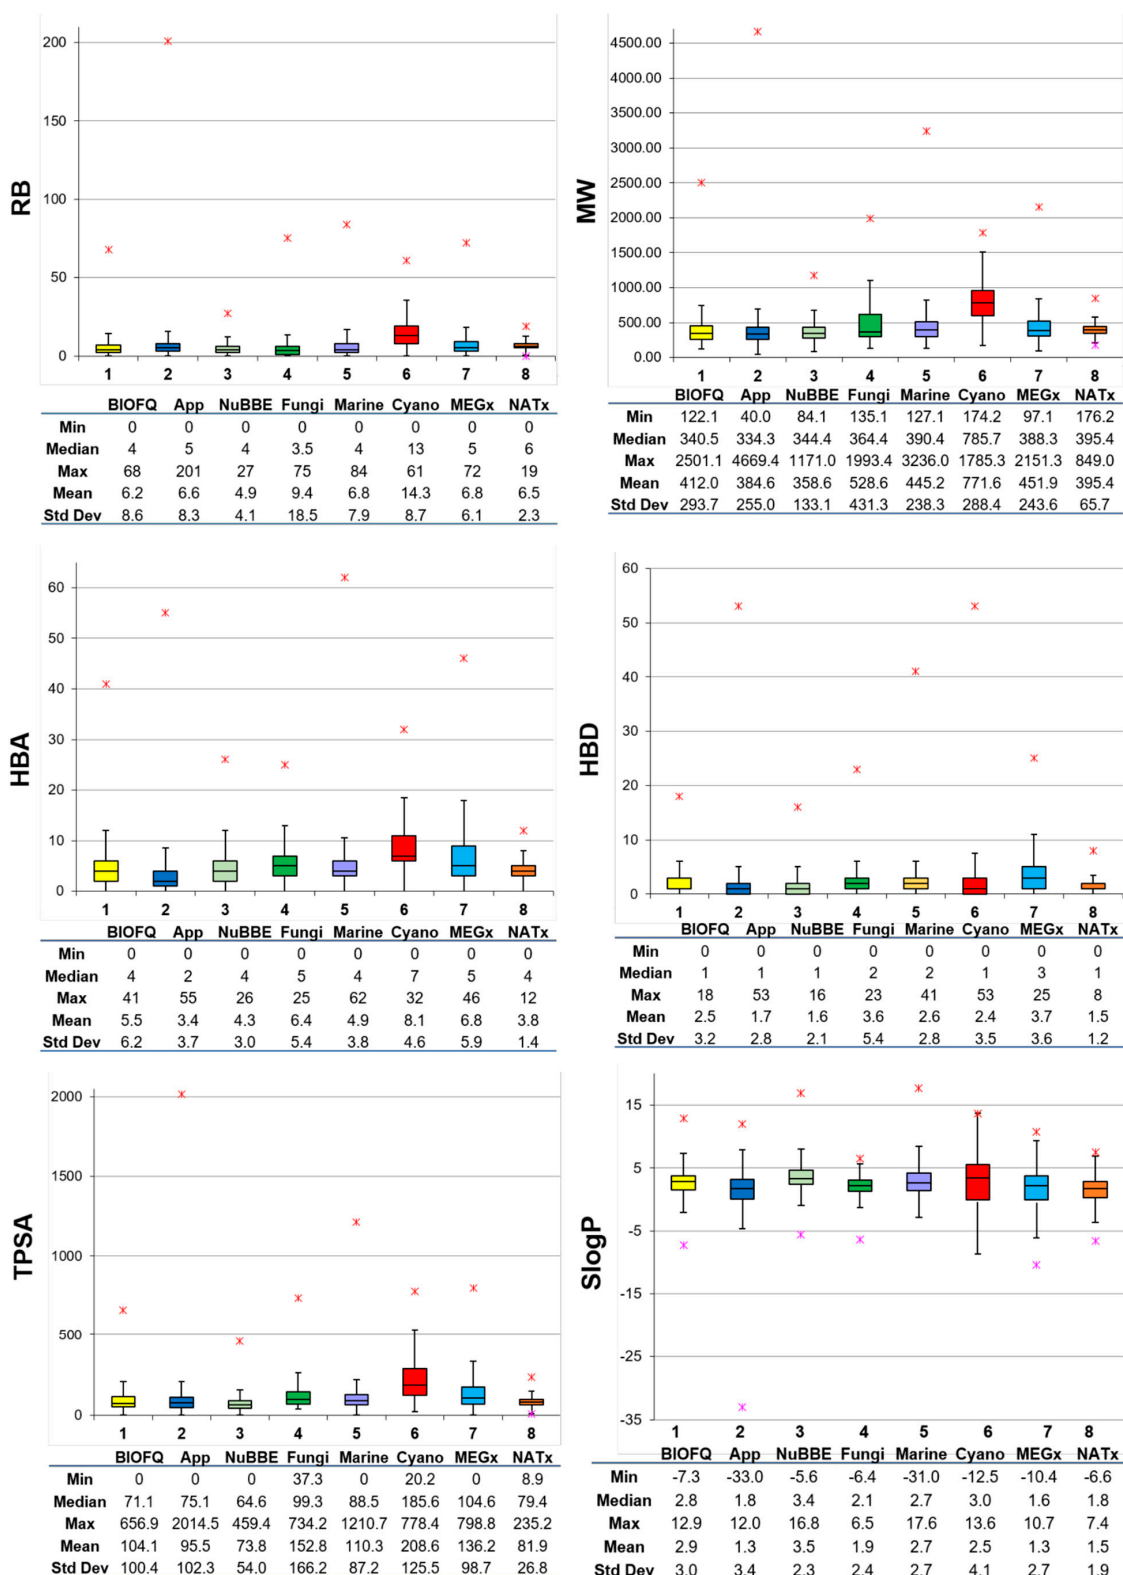 RB
200
150
100
50
0
1 2 3 4 5 6 7 8
BIOFQ App NuBBE Fungi Marine Cyano MEGx NATx
Min 0 0 0 0 0 0 0 0
Median 4 5 4 3.5 4 13 5 6
Max 68 201 27 75 84 61 72 19
Mean 6.2 6.6 4.9 9.4 6.8 14.3 6.8 6.5
Std Dev 8.6 8.3 4.1 18.5 7.9 8.7 6.1 2.3
MW
4500.00
4000.00
3500.00
3000.00
2500.00
2000.00
1500.00
1000.00
500.00
0.00
1 2 3 4 5 6 7 8
BIOFQ App NuBBE Fungi Marine Cyano MEGx NATx
Min 122.1 40.0 84.1 135.1 127.1 174.2 97.1 176.2
Median 340.5 334.3 344.4 364.4 390.4 785.7 388.3 395.4
Max 2501.1 4669.4 1171.0 1993.4 3236.0 1785.3 2151.3 849.0
Mean 412.0 384.6 358.6 528.6 445.2 771.6 451.9 395.4
Std Dev 293.7 255.0 133.1 431.3 238.3 288.4 243.6 65.7
HBA
60
50
40
30
20
10
0
1 2 3 4 5 6 7 8
BIOFQ App NuBBE Fungi Marine Cyano MEGx NATx
Min 0 0 0 0 0 0 0 0
Median 4 2 4 5 4 7 5 4
Max 41 55 26 25 62 32 46 12
Mean 5.5 3.4 4.3 6.4 4.9 8.1 6.8 3.8
Std Dev 6.2 3.7 3.0 5.4 3.8 4.6 5.9 1.4
HBD
60
50
40
30
20
10
0
1 2 3 4 5 6 7 8
BIOFQ App NuBBE Fungi Marine Cyano MEGx NATx
Min 0 0 0 0 0 0 0 0
Median 1 1 1 2 2 1 3 1
Max 18 53 16 23 41 53 25 8
Mean 2.5 1.7 1.6 3.6 2.6 2.4 3.7 1.5
Std Dev 3.2 2.8 2.1 5.4 2.8 3.5 3.6 1.2
TPSA
2000
1500
1000
500
0
1 2 3 4 5 6 7 8
BIOFQ App NuBBE Fungi Marine Cyano MEGx NATx
Min 0 0 0 37.3 0 20.2 0 8.9
Median 71.1 75.1 64.6 99.3 88.5 185.6 104.6 79.4
Max 656.9 2014.5 459.4 734.2 1210.7 778.4 798.8 235.2
Mean 104.1 95.5 73.8 152.8 110.3 208.6 136.2 81.9
Std Dev 100.4 102.3 54.0 166.2 87.2 125.5 98.7 26.8
SlogP
15
5
-5
-15
-25
-35
1 2 3 4 5 6 7 8
BIOFQ App NuBBE Fungi Marine Cyano MEGx NATx
Min -7.3 -33.0 -5.6 -6.4 -31.0 -12.5 -10.4 -6.6
Median 2.8 1.8 3.4 2.1 2.7 3.0 1.6 1.8
Max 12.9 12.0 16.8 6.5 17.6 13.6 10.7 7.4
Mean 2.9 1.3 3.5 1.9 2.7 2.5 1.3 1.5
Std Dev 3.0 3.4 2.3 2.4 2.7 4.1 2.7 1.9